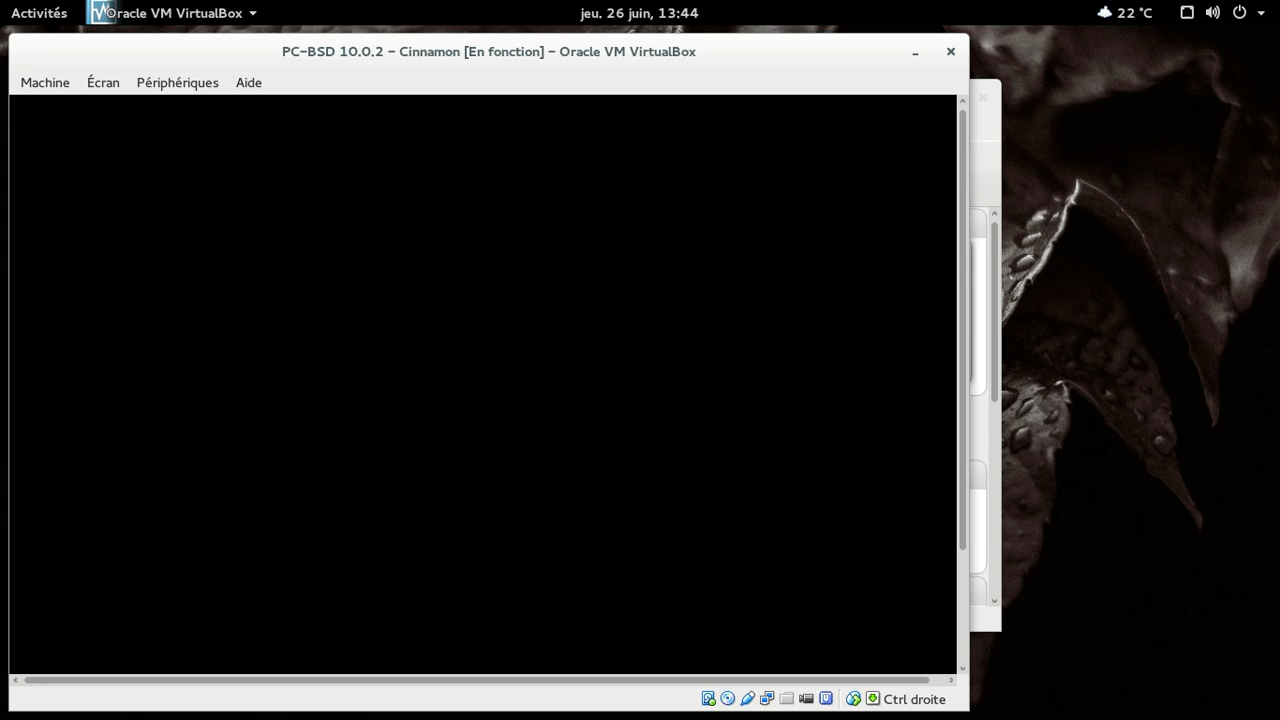 Activités Oracle VM VirtualBox jeu. 26 juin, 13:44 22 °C
PC-BSD 10.0.2 - Cinnamon [En fonction] - Oracle VM VirtualBox
Machine Écran Périphériques Aide
Ctrl droite